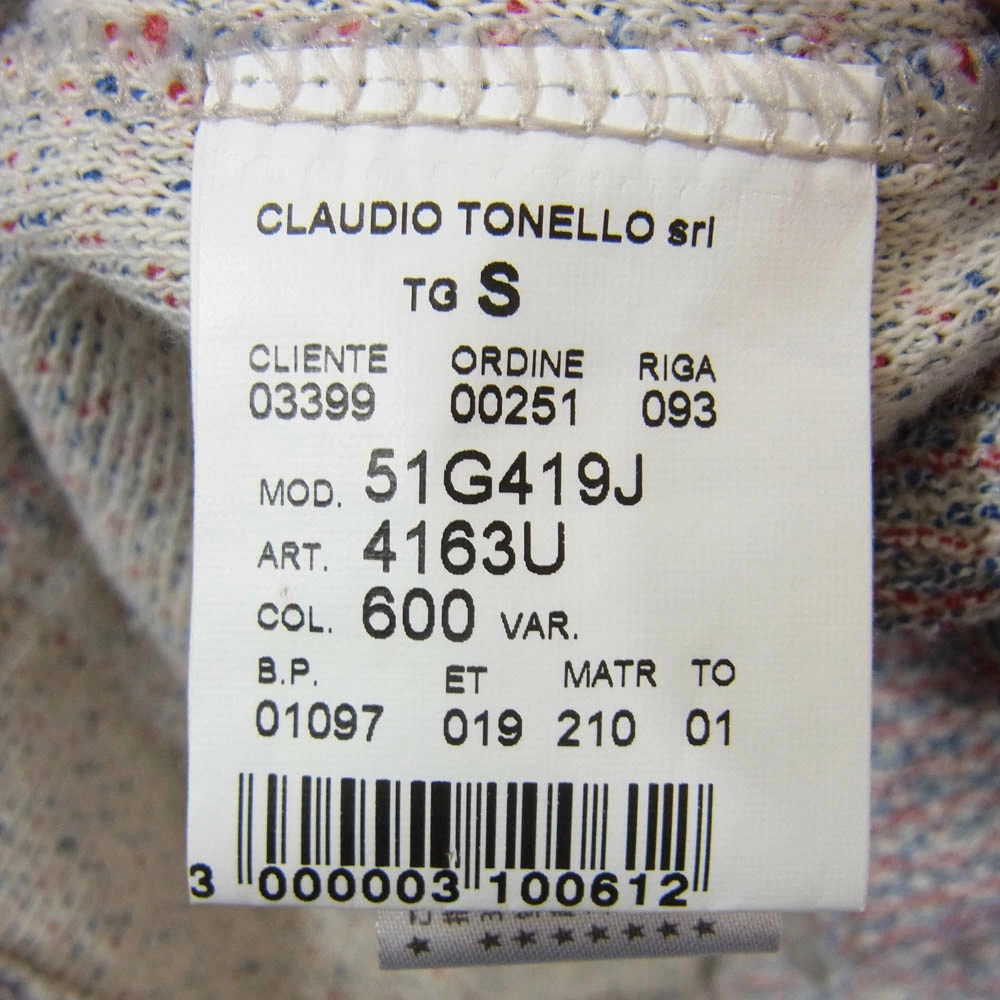 CLAUDIO TONELLO srl
TG S
CLIENTE ORDINE RIGA
03399 00251 093
MOD. 51G419J
ART. 4163U
COL. 600 VAR.
B.P. ET MATR TO
01097 019 210 01
3 000003 100612